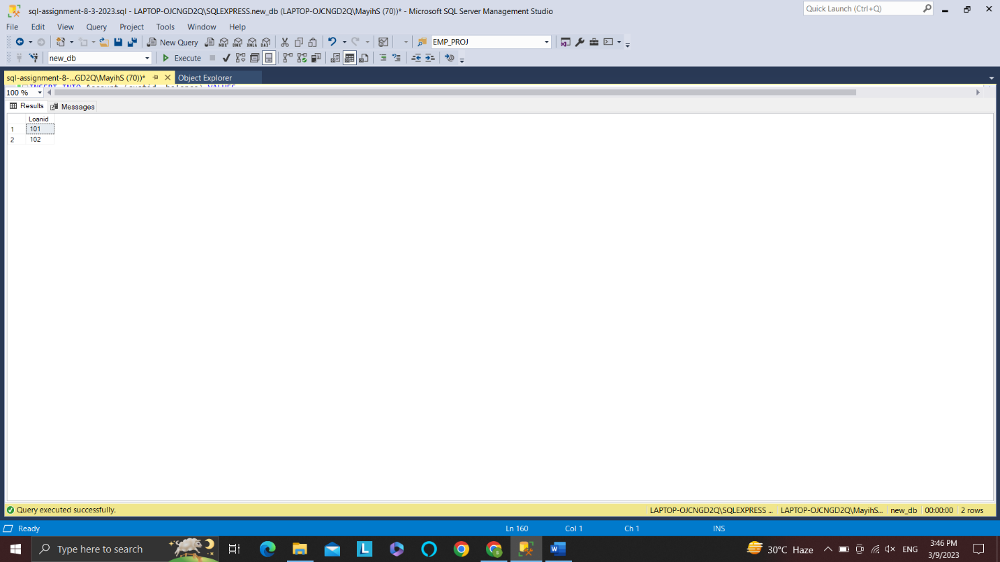 sql-assignment-8-3-2023.sql - LAPTOP-OJCNGD2Q\SQLEXPRESS.new_db (LAPTOP-OJCNGD2Q\MayihS (70))* - Microsoft SQL Server Management Studio
Quick Launch (Ctrl+Q)
File Edit View Query Project Tools Window Help
New Query MDX DMX XMLA DAX EMP_PROJ
new_db Execute
sql-assignment-8-...GD2Q\MayihS (70))* Object Explorer
INSERT INTO Account (custid, balance) VALUES
100 %
Results Messages
Loanid
1 101
2 102
Query executed successfully. LAPTOP-OJCNGD2Q\SQLEXPRESS ... LAPTOP-OJCNGD2Q\MayihS... new_db 00:00:00 2 rows
Ready Ln 160 Col 1 Ch 1 INS
Type here to search L S W 30°C Haze ENG 3:46 PM
3/9/2023